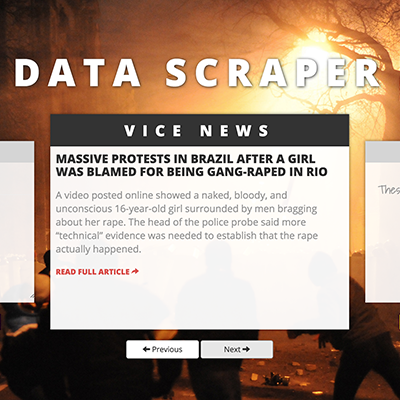 DATA SCRAPER
VICE NEWS
MASSIVE PROTESTS IN BRAZIL AFTER A GIRL
WAS BLAMED FOR BEING GANG-RAPED IN RIO
A video posted online showed a naked, bloody, and
unconscious 16-year-old girl surrounded by men bragging
about her rape. The head of the police probe said more
“technical” evidence was needed to establish that the rape
actually happened.
READ FULL ARTICLE
Previous
Next